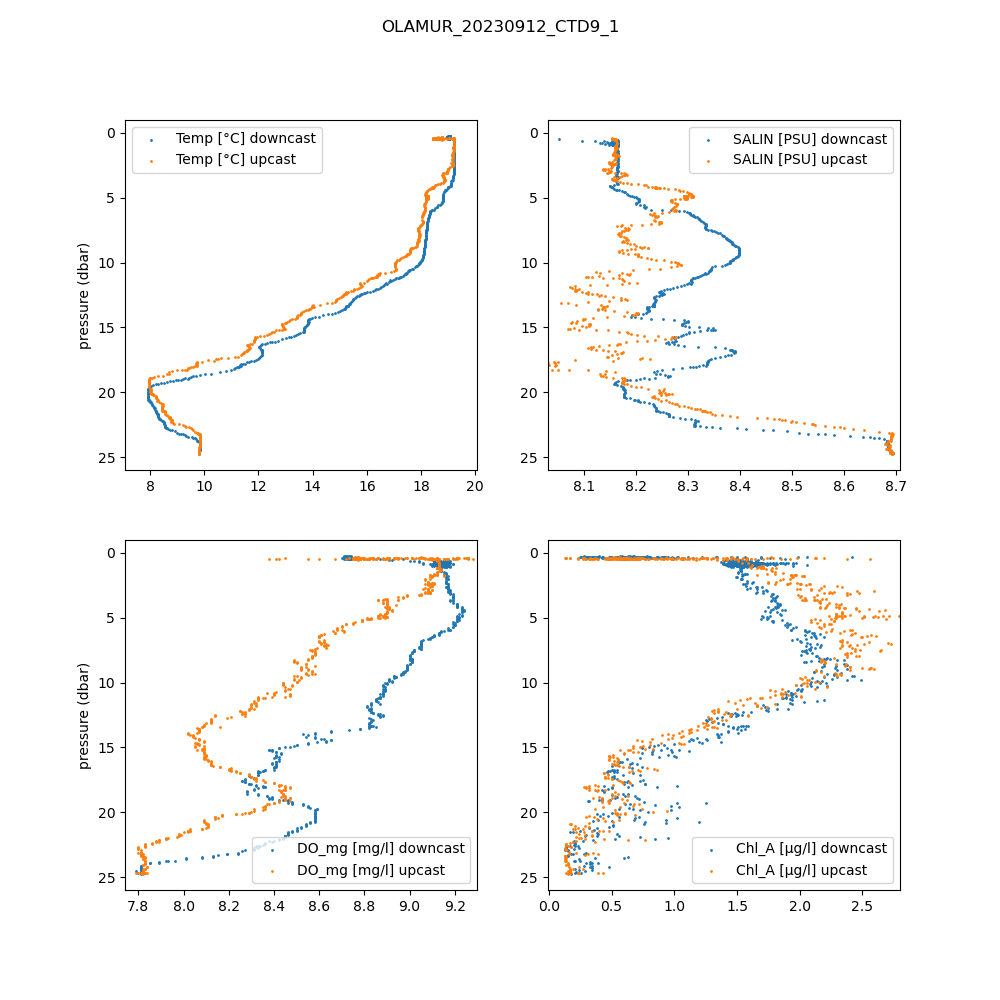 OLAMUR_20230912_CTD9_1
Temp [°C] downcast
Temp [°C] upcast
0
5
10
15
20
25
pressure (dbar)
8 10 12 14 16 18 20
SALIN [PSU] downcast
SALIN [PSU] upcast
0
5
10
15
20
25
8.1 8.2 8.3 8.4 8.5 8.6 8.7
0
5
10
15
20
25
pressure (dbar)
DO_mg [mg/l] downcast
DO_mg [mg/l] upcast
7.8 8.0 8.2 8.4 8.6 8.8 9.0 9.2
0
5
10
15
20
25
Chl_A [µg/l] downcast
Chl_A [µg/l] upcast
0.0 0.5 1.0 1.5 2.0 2.5